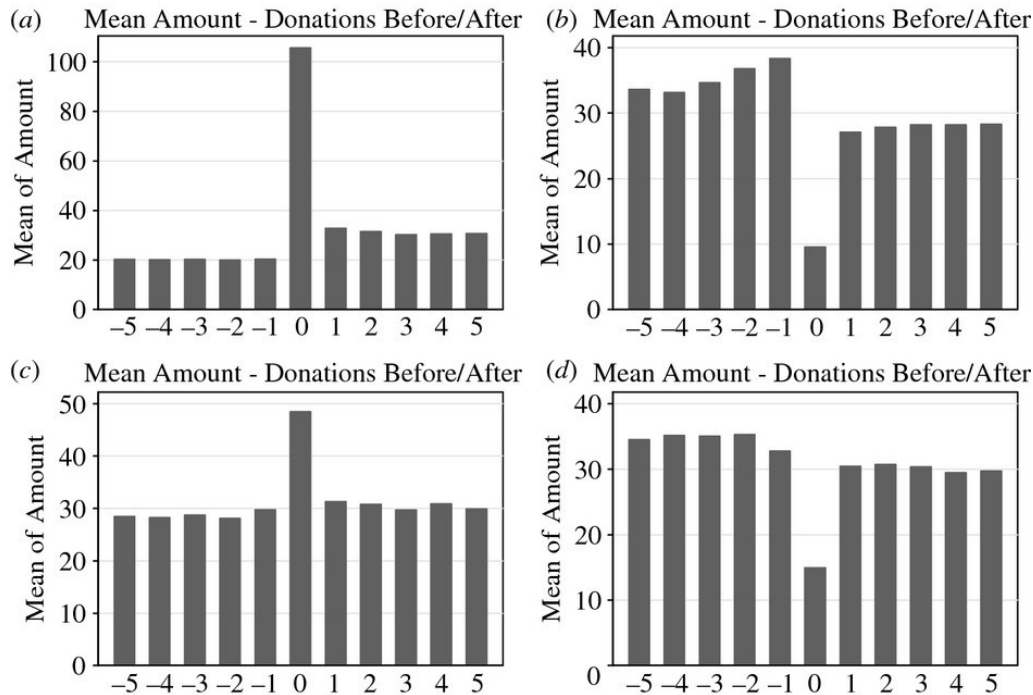 (a) Mean Amount - Donations Before/After
Mean of Amount
100
80
60
40
20
0
–5 –4 –3 –2 –1 0 1 2 3 4 5
(b) Mean Amount - Donations Before/After
Mean of Amount
40
30
20
10
0
–5 –4 –3 –2 –1 0 1 2 3 4 5
(c) Mean Amount - Donations Before/After
Mean of Amount
50
40
30
20
10
0
–5 –4 –3 –2 –1 0 1 2 3 4 5
(d) Mean Amount - Donations Before/After
Mean of Amount
40
30
20
10
0
–5 –4 –3 –2 –1 0 1 2 3 4 5